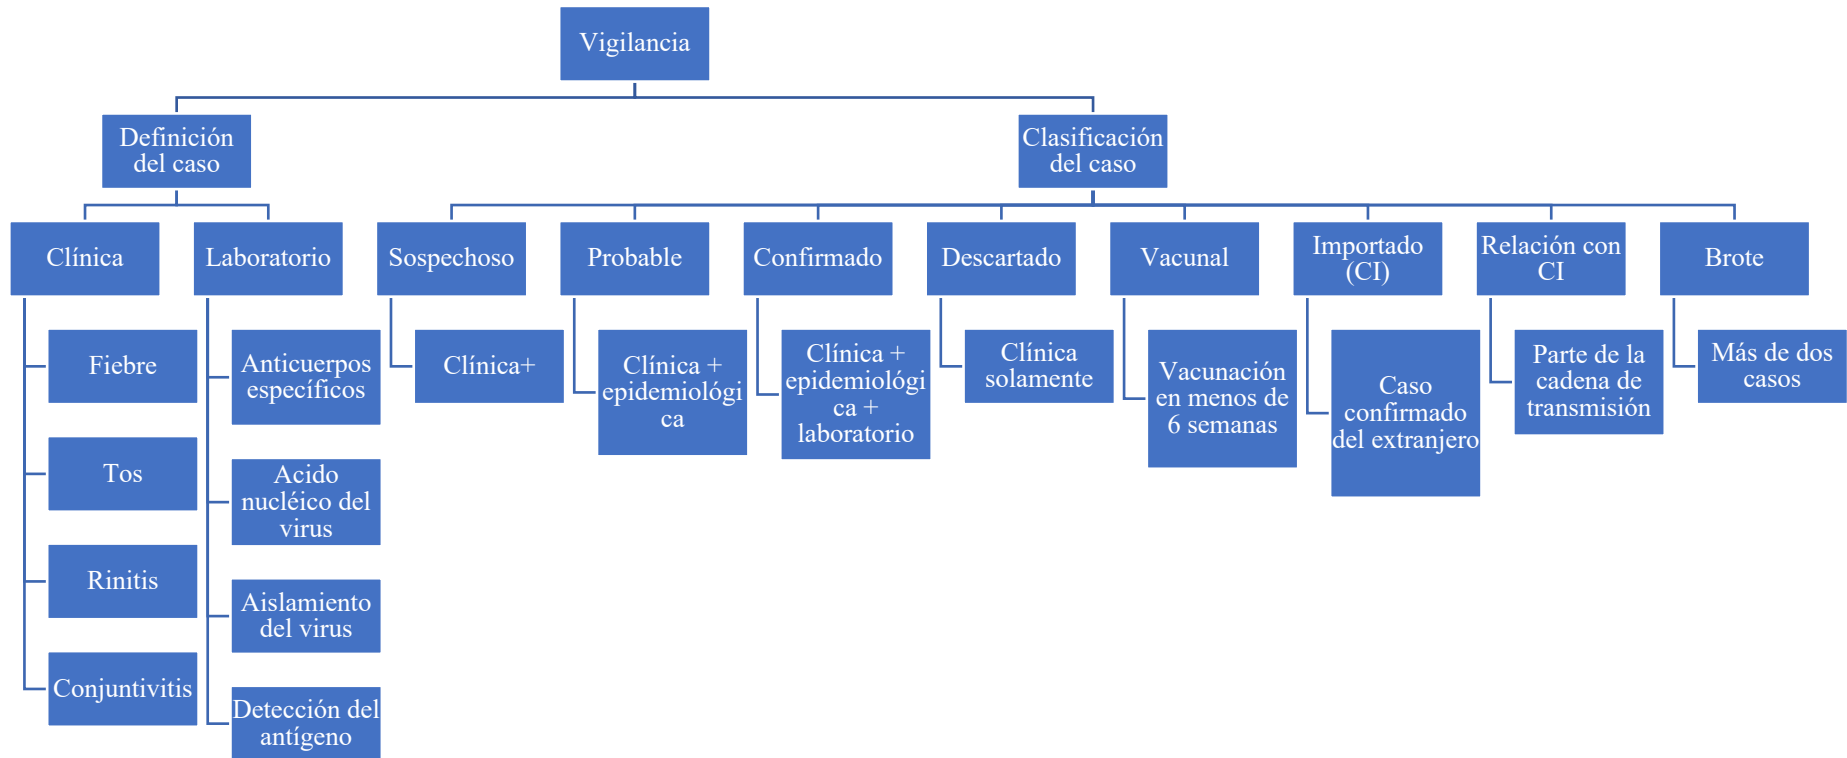 Vigilancia
Definición
del caso
Clasificación
del caso
Clínica
Laboratorio
Sospechoso
Probable
Confirmado
Descartado
Vacunal
Importado
(CI)
Relación con
CI
Brote
Fiebre
Tos
Rinitis
Conjuntivitis
Anticuerpos
específicos
Acido
nucléico del
virus
Aislamiento
del virus
Detección del
antígeno
Clínica+
Clínica +
epidemiológi
ca
Clínica +
epidemiológi
ca +
laboratorio
Clínica
solamente
Vacunación
en menos de
6 semanas
Caso
confirmado
del extranjero
Parte de la
cadena de
transmisión
Más de dos
casos